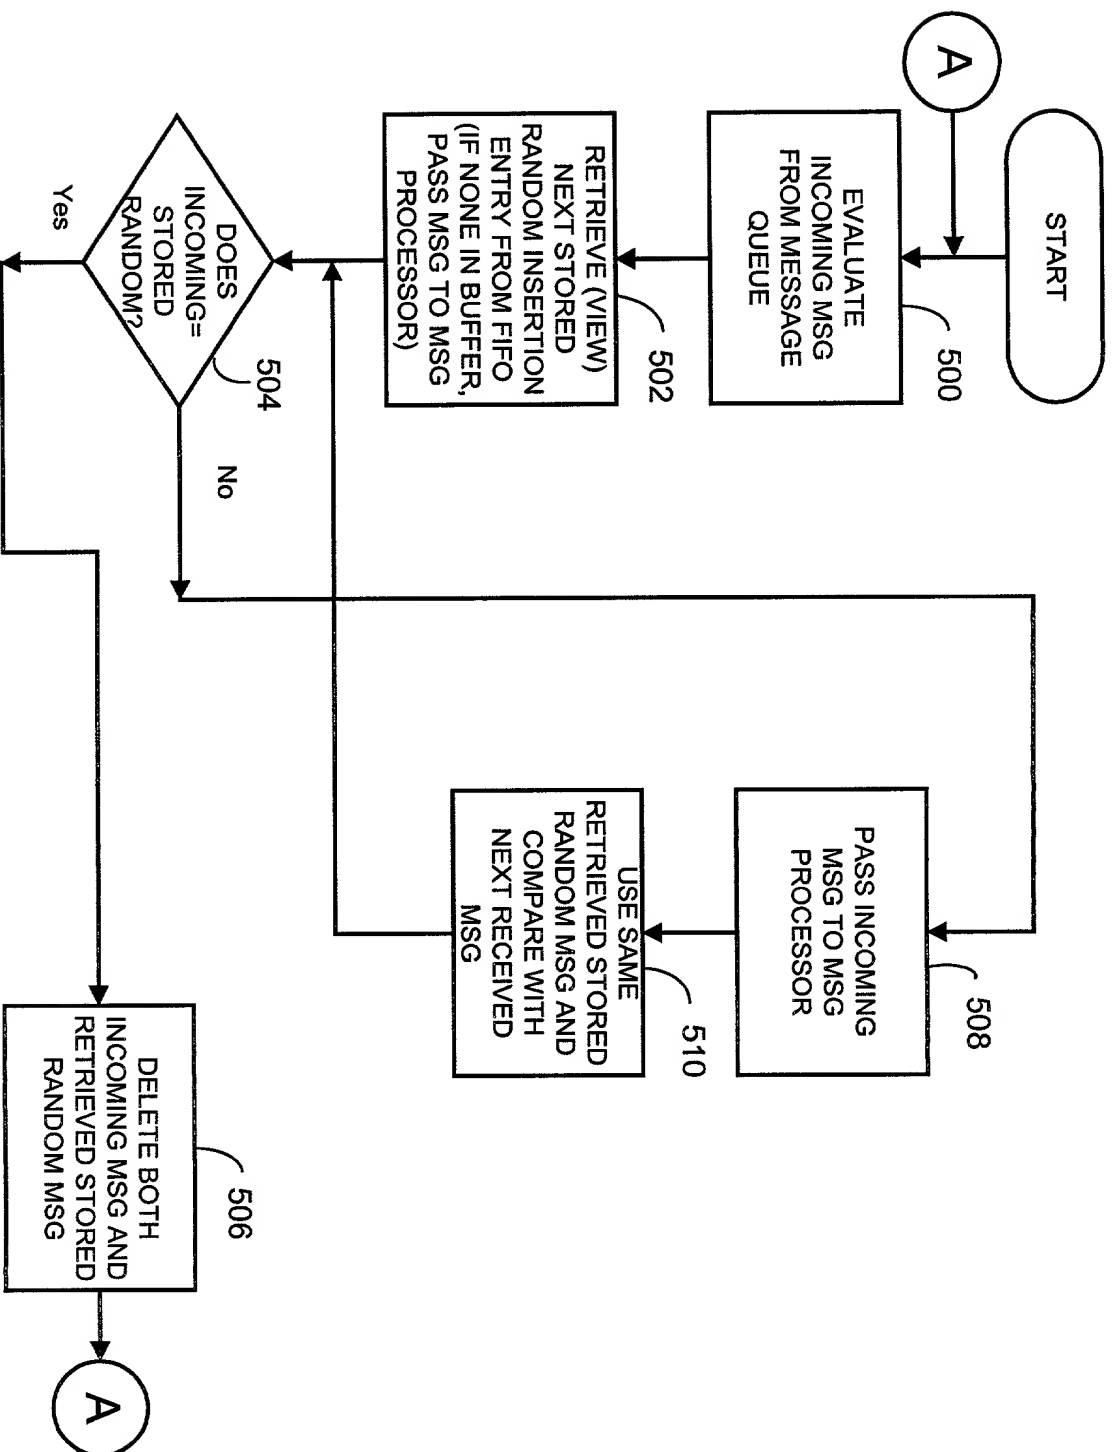 START
A
EVALUATE
INCOMING MSG
FROM MESSAGE
QUEUE
500
RETRIEVE (VIEW)
NEXT STORED
RANDOM INSERTION
ENTRY FROM FIFO
(IF NONE IN BUFFER,
PASS MSG TO MSG
PROCESSOR)
502
DOES
INCOMING=
STORED
RANDOM?
504
No
Yes
PASS INCOMING
MSG TO MSG
PROCESSOR
508
USE SAME
RETRIEVED STORED
RANDOM MSG AND
COMPARE WITH
NEXT RECEIVED
MSG
510
DELETE BOTH
INCOMING MSG AND
RETRIEVED STORED
RANDOM MSG
506
A